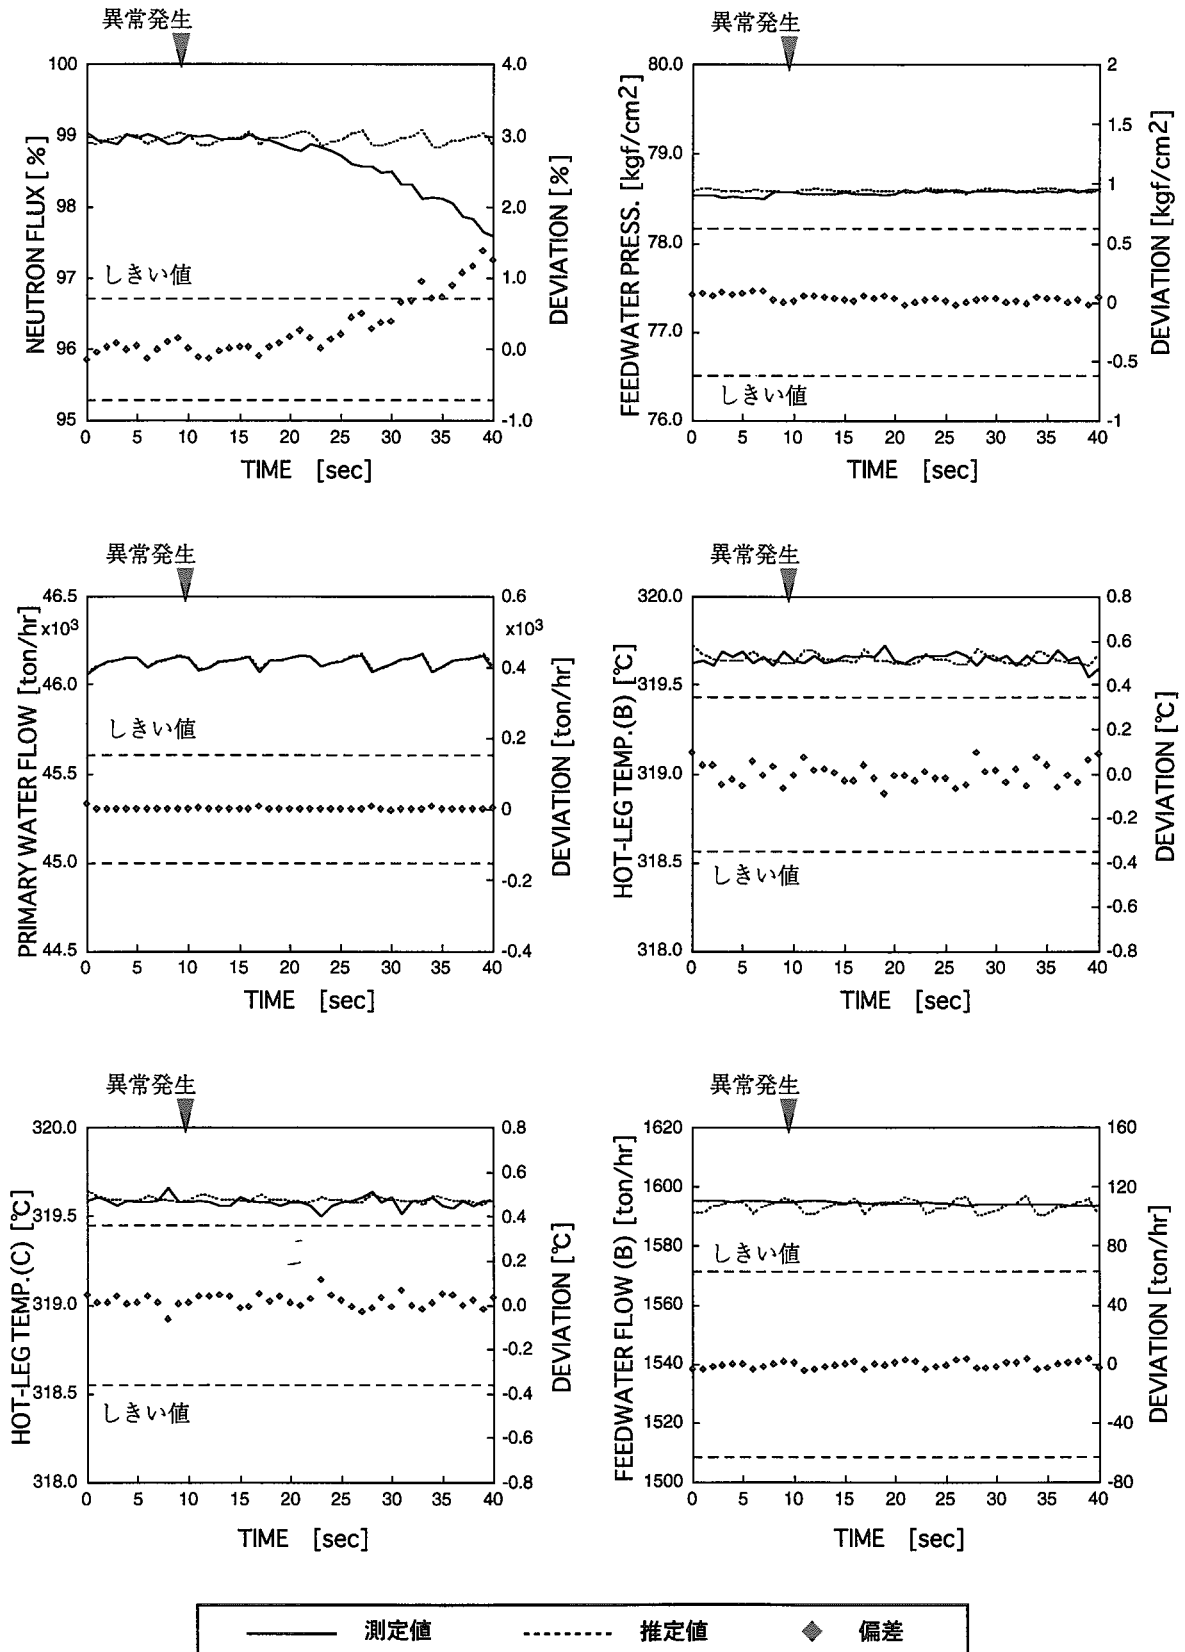 異常発生
100
99
98
97
96
95
4.0
3.0
2.0
1.0
0.0
-1.0
NEUTRON FLUX [%]
DEVIATION [%]
しきい値
0 5 10 15 20 25 30 35 40
TIME [sec]
異常発生
80.0
79.0
78.0
77.0
76.0
2
1.5
1
0.5
0
-0.5
-1
FEEDWATER PRESS. [kgf/cm2]
DEVIATION [kgf/cm2]
しきい値
0 5 10 15 20 25 30 35 40
TIME [sec]
異常発生
46.5
x10³
46.0
45.5
45.0
44.5
0.6
x10³
0.4
0.2
0
-0.2
-0.4
PRIMARY WATER FLOW [ton/hr]
DEVIATION [ton/hr]
しきい値
0 5 10 15 20 25 30 35 40
TIME [sec]
異常発生
320.0
319.5
319.0
318.5
318.0
0.8
0.6
0.4
0.2
0.0
-0.2
-0.4
-0.6
-0.8
HOT-LEG TEMP.(B) [℃]
DEVIATION [℃]
しきい値
0 5 10 15 20 25 30 35 40
TIME [sec]
異常発生
320.0
319.5
319.0
318.5
318.0
0.8
0.6
0.4
0.2
0.0
-0.2
-0.4
-0.6
-0.8
HOT-LEG TEMP.(C) [℃]
DEVIATION [℃]
しきい値
0 5 10 15 20 25 30 35 40
TIME [sec]
異常発生
1620
1600
1580
1560
1540
1520
1500
160
120
80
40
0
-40
-80
FEEDWATER FLOW (B) [ton/hr]
DEVIATION [ton/hr]
しきい値
0 5 10 15 20 25 30 35 40
TIME [sec]
測定値 推定値 偏差